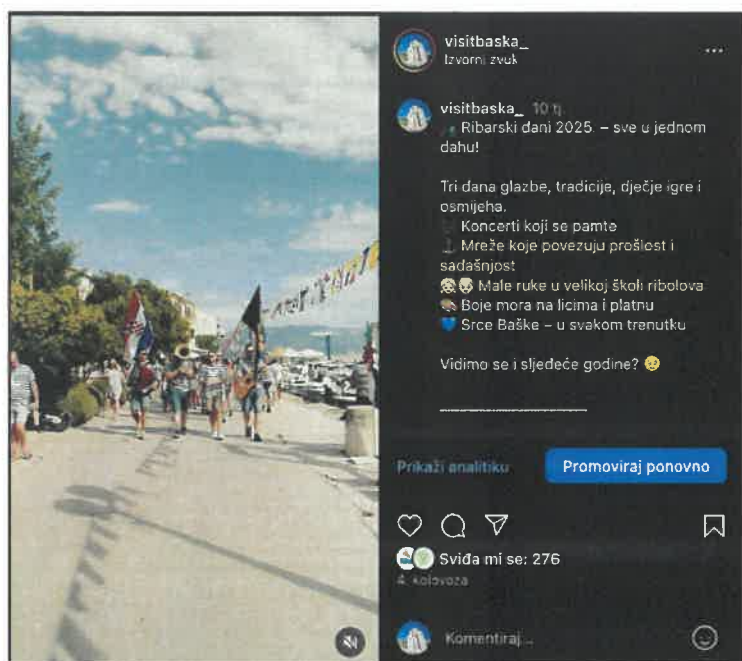 visitbaska_
Izvorni zvuk
visitbaska_ 10 tj.
Ribarski dani 2025. – sve u jednom
dahu!
Tri dana glazbe, tradicije, dječje igre i
osmijeha.
Koncerti koji se pamte
Mreže koje povezuju prošlost i
sadašnjost
Male ruke u velikoj školi ribolova
Boje mora na licima i platnu
Srce Baške – u svakom trenutku
Vidimo se i sljedeće godine?
Prikaži analitiku
Promoviraj ponovno
Sviđa mi se: 276
4. kolovoza
Komentiraj...